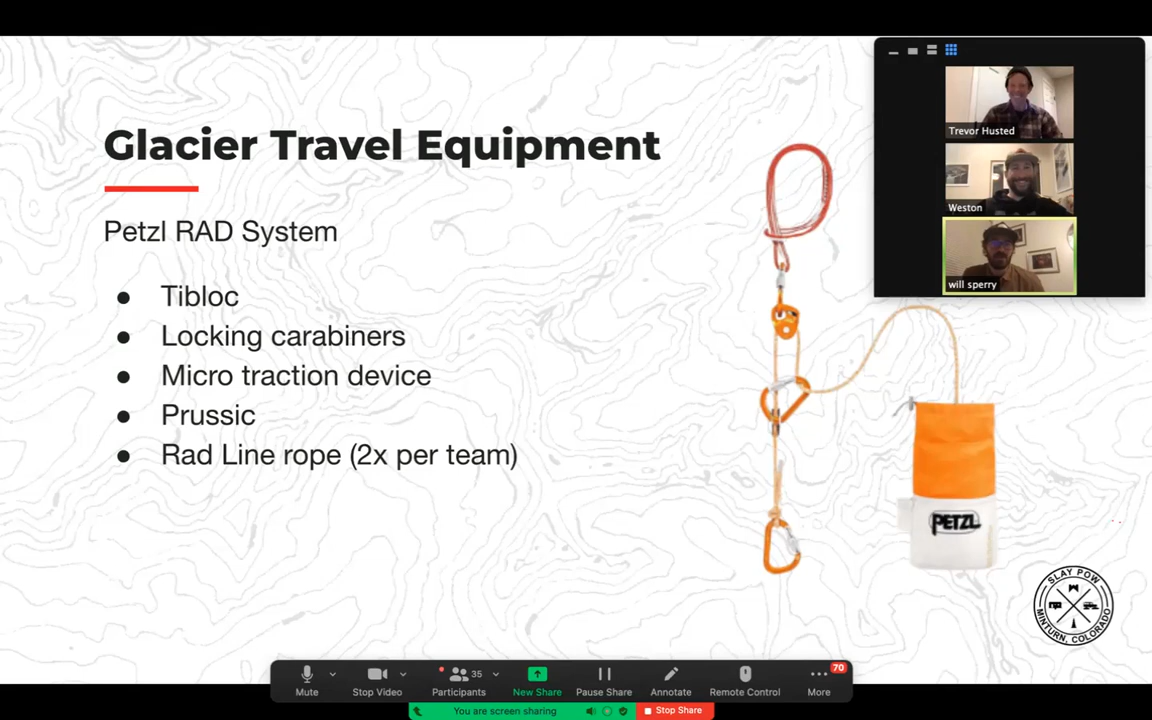 Glacier Travel Equipment
Petzl RAD System
● Tibloc
● Locking carabiners
● Micro traction device
● Prussic
● Rad Line rope (2x per team)
Trevor Husted
Weston
will sperry
PETZL
SLAY POW
MINTURN, COLORADO
Mute
Stop Video
Participants
35
New Share
Pause Share
Annotate
Remote Control
More
70
You are screen sharing
Stop Share